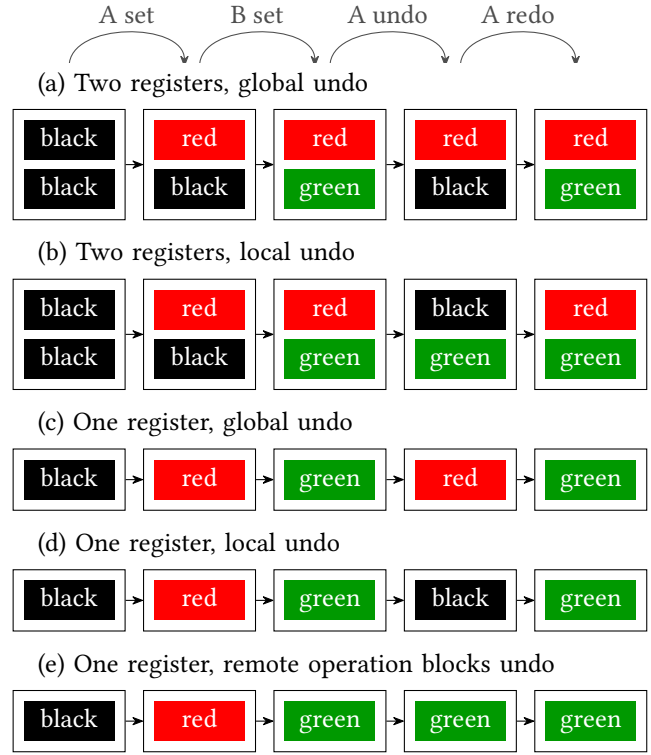 A set B set A undo A redo
(a) Two registers, global undo
black red red red red
black black green black green
(b) Two registers, local undo
black red red black red
black black green green green
(c) One register, global undo
black red green red green
(d) One register, local undo
black red green black green
(e) One register, remote operation blocks undo
black red green green green